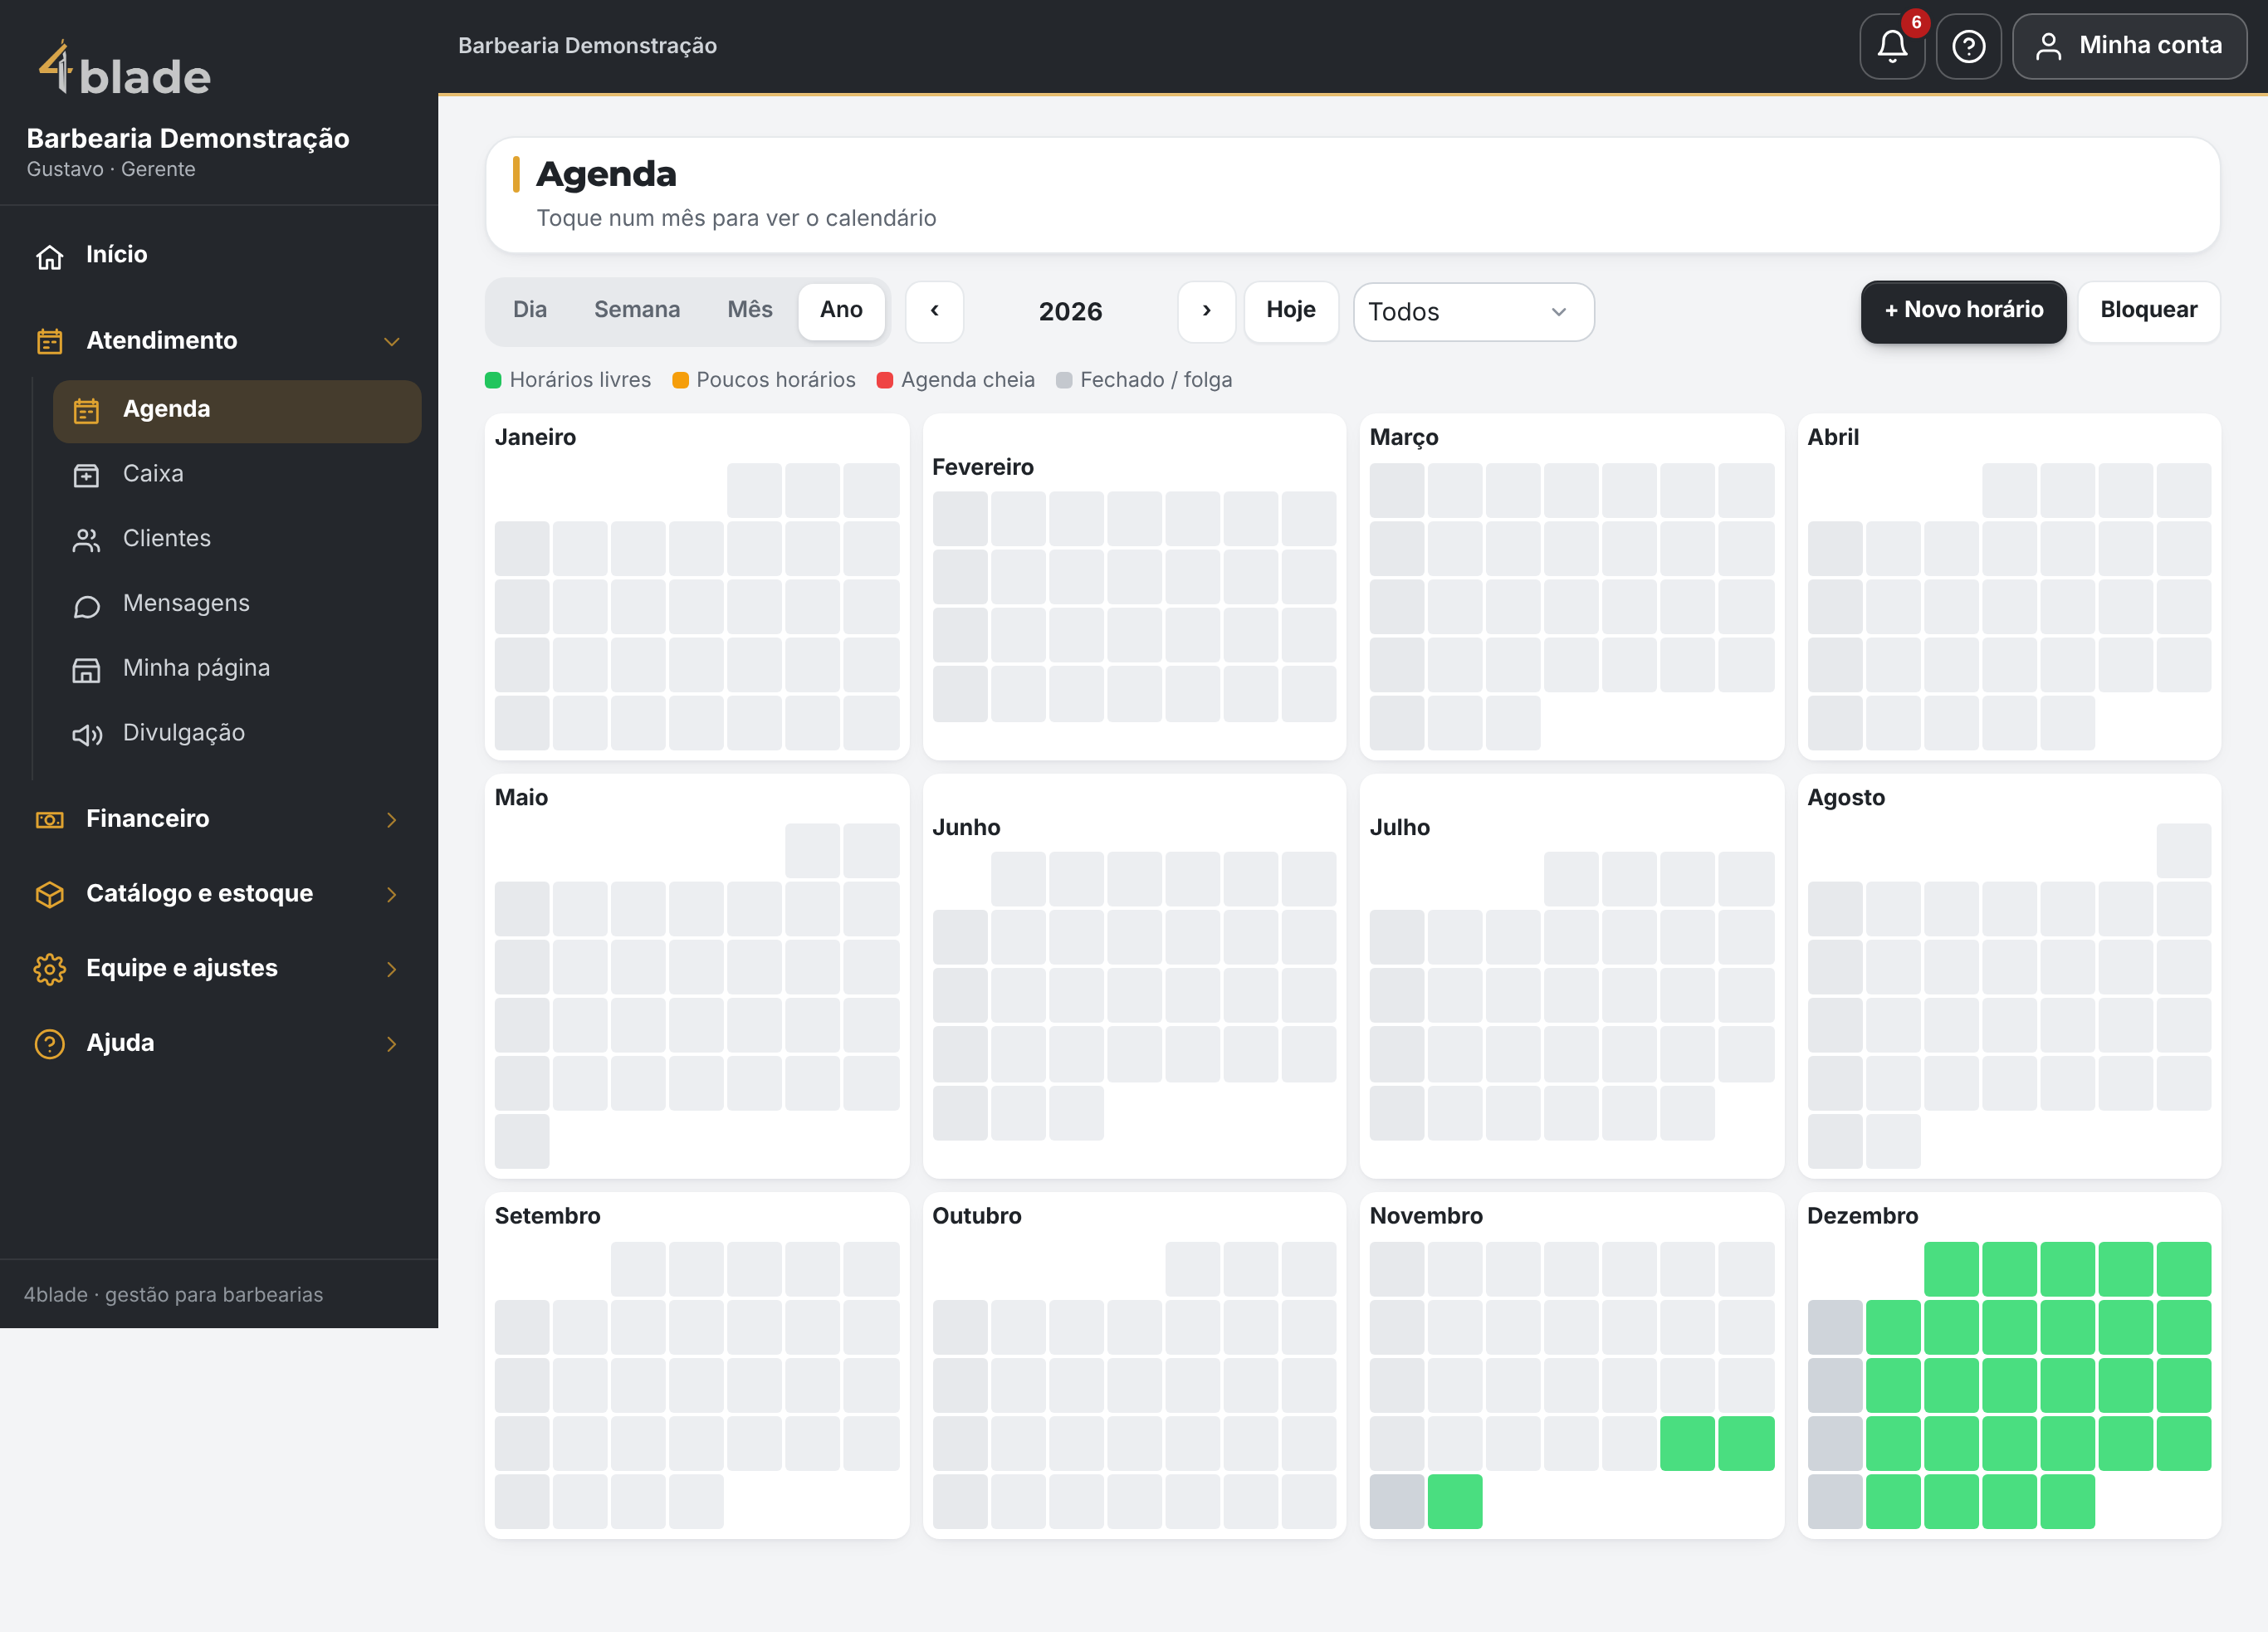 4blade
Barbearia Demonstração
Gustavo · Gerente
Início
Atendimento
Agenda
Caixa
Clientes
Mensagens
Minha página
Divulgação
Financeiro
Catálogo e estoque
Equipe e ajustes
Ajuda
4blade · gestão para barbearias
Barbearia Demonstração
6
Minha conta
Agenda
Toque num mês para ver o calendário
Dia Semana Mês Ano ‹ 2026 › Hoje Todos + Novo horário Bloquear
Horários livres Poucos horários Agenda cheia Fechado / folga
Janeiro
Fevereiro
Março
Abril
Maio
Junho
Julho
Agosto
Setembro
Outubro
Novembro
Dezembro